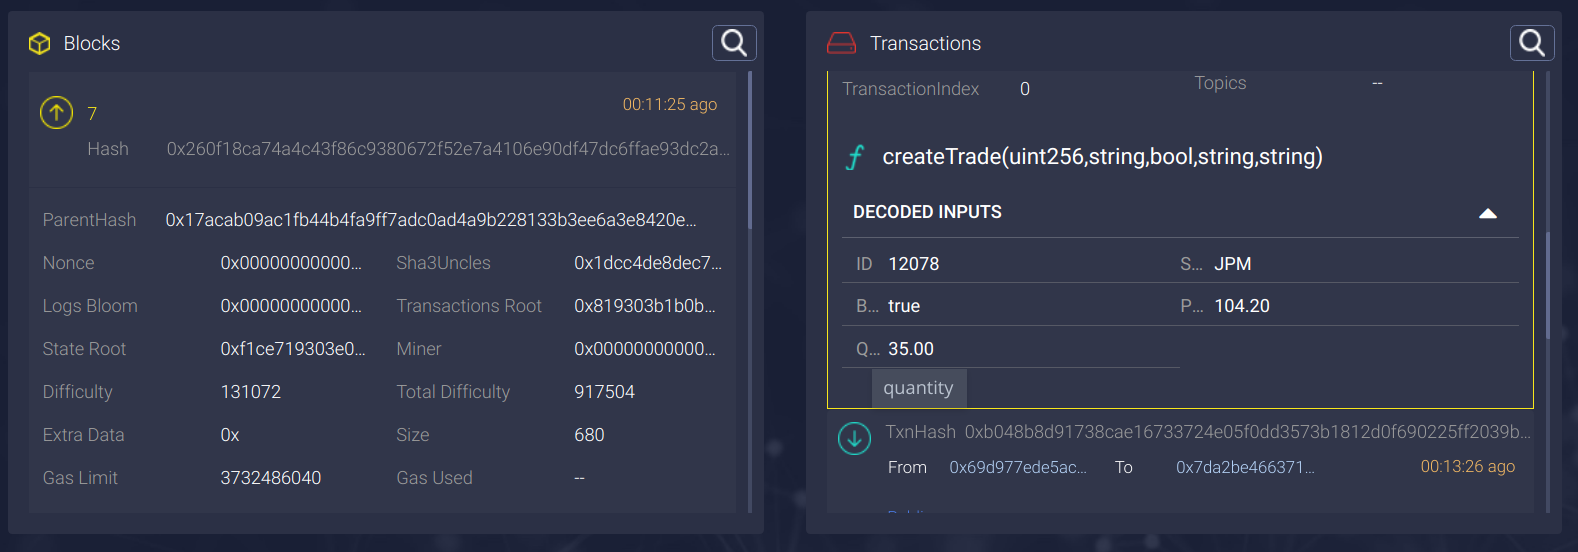 Blocks
7
00:11:25 ago
Hash 0x260f18ca74a4c43f86c9380672f52e7a4106e90df47dc6ffae93dc2a...
ParentHash 0x17acab09ac1fb44b4fa9ff7adc0ad4a9b228133b3ee6a3e8420e...
Nonce 0x00000000000... Sha3Uncles 0x1dcc4de8dec7...
Logs Bloom 0x00000000000... Transactions Root 0x819303b1b0b...
State Root 0xf1ce719303e0... Miner 0x00000000000...
Difficulty 131072 Total Difficulty 917504
Extra Data 0x Size 680
Gas Limit 3732486040 Gas Used --
Transactions
TransactionIndex 0 Topics --
createTrade(uint256,string,bool,string,string)
DECODED INPUTS
ID 12078 S... JPM
B... true P... 104.20
Q... 35.00
quantity
TxnHash 0xb048b8d91738cae16733724e05f0dd3573b1812d0f690225ff2039b...
From 0x69d977ede5ac... To 0x7da2be466371... 00:13:26 ago